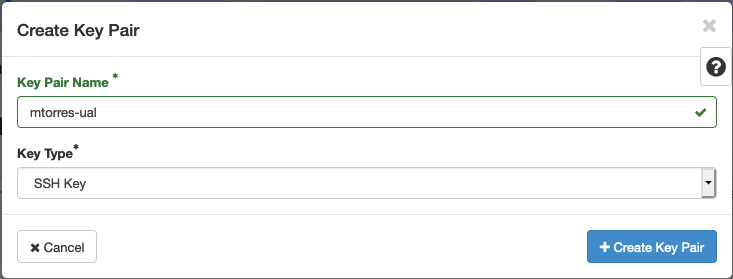 Create Key Pair
Key Pair Name *
mtorres-ual
Key Type*
SSH Key
Cancel
Create Key Pair